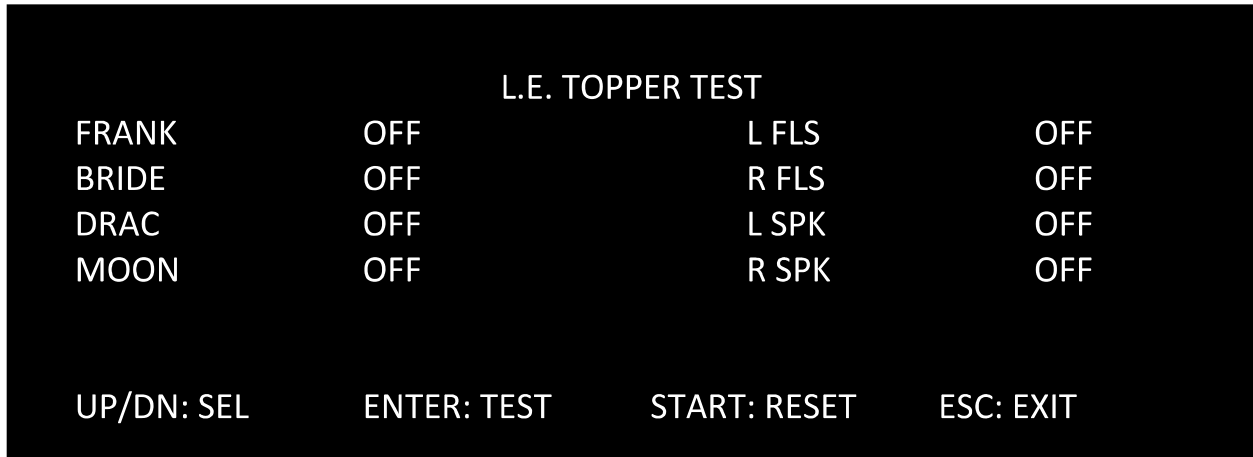 L.E. TOPPER TEST
FRANK OFF L FLS OFF
BRIDE OFF R FLS OFF
DRAC OFF L SPK OFF
MOON OFF R SPK OFF
UP/DN: SEL ENTER: TEST START: RESET ESC: EXIT